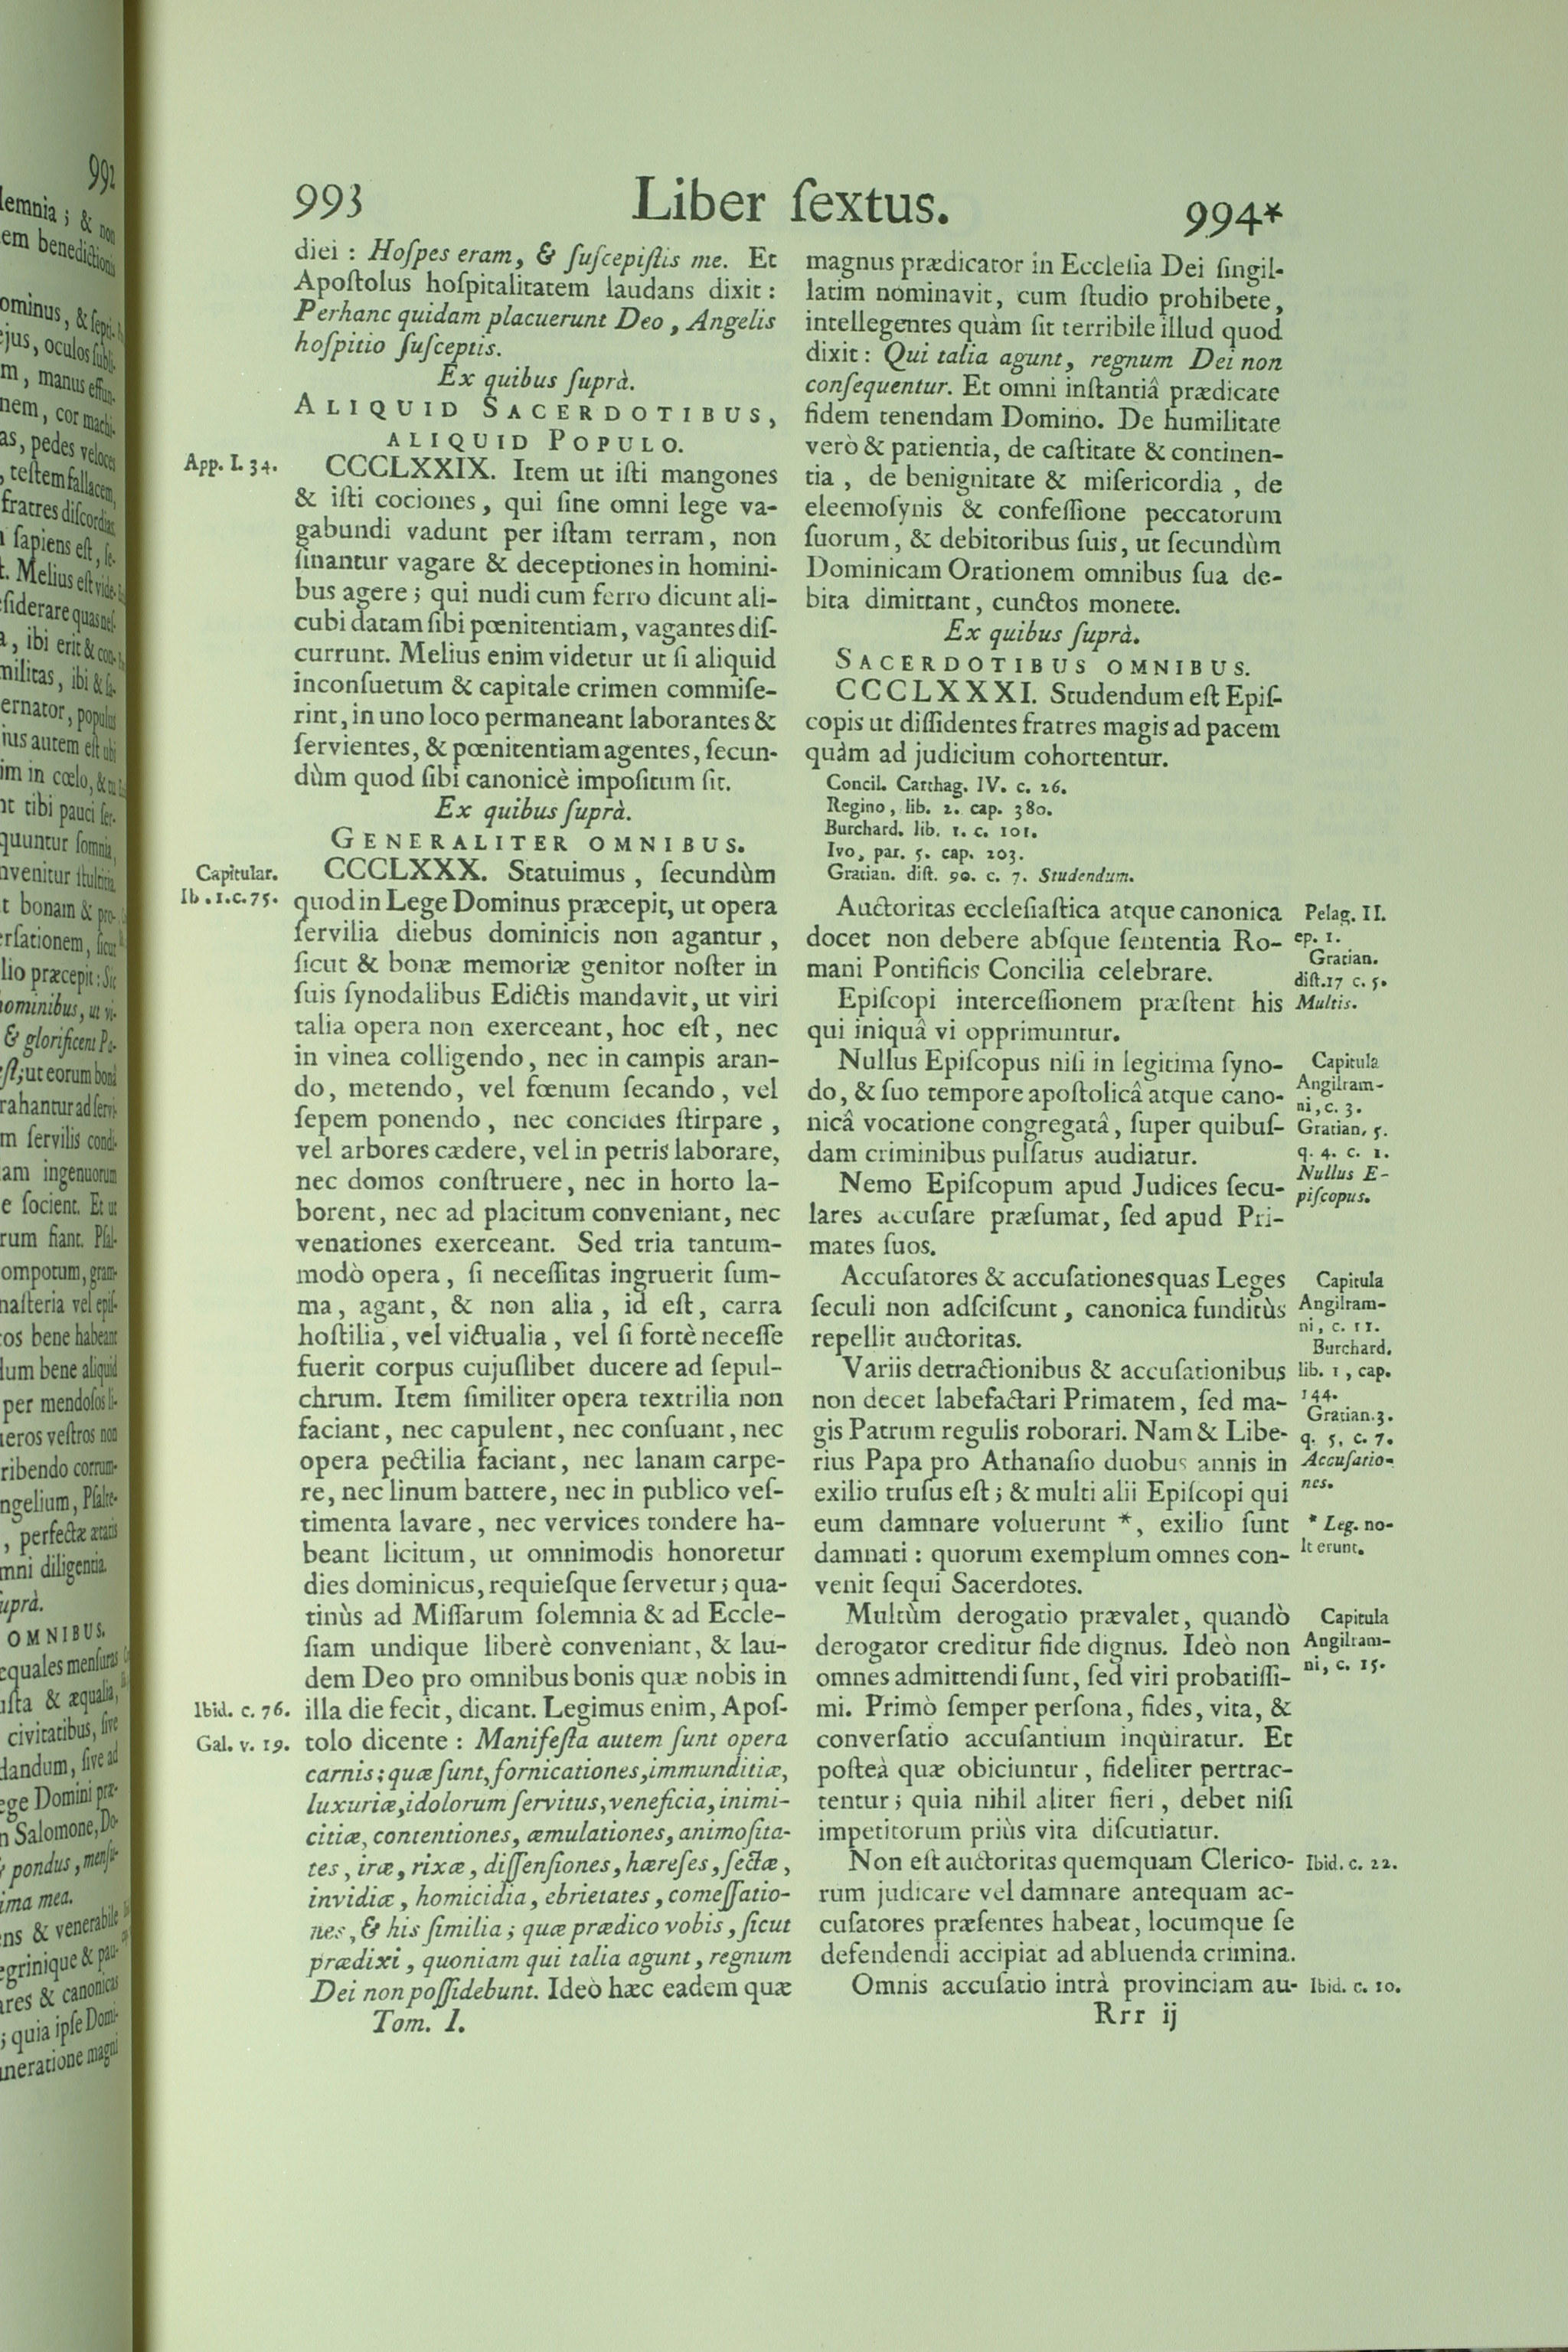 993
Liber ſextus.
994*
diei : Hoſpes eram, & ſuſcepiſtis me. Et
Apoſtolus hoſpitalitatem laudans dixit :
Perhanc quidam placuerunt Deo , Angelis
hoſpitio ſuſceptis.
Ex quibus ſuprà.
ALIQUID SACERDOTIBUS,
ALIQUID POPULO.
App. I. 34.
CCCLXXIX. Item ut iſti mangones
& iſti cociones, qui ſine omni lege va-
gabundi vadunt per iſtam terram, non
ſinantur vagare & deceptiones in homini-
bus agere ; qui nudi cum ferro dicunt ali-
cubi datam ſibi pœnitentiam, vagantes diſ-
currunt. Melius enim videtur ut ſi aliquid
inconſuetum & capitale crimen commiſe-
rint, in uno loco permaneant laborantes &
ſervientes, & pœnitentiam agentes, ſecun-
dùm quod ſibi canonicè impoſitum ſit.
Ex quibus ſuprà.
GENERALITER OMNIBUS.
Capitular.
lb. 1. c. 75.
CCCLXXX. Statuimus , ſecundùm
quod in Lege Dominus præcepit, ut opera
ſervilia diebus dominicis non agantur ,
ſicut & bonæ memoriæ genitor noſter in
ſuis ſynodalibus Edictis mandavit, ut viri
talia opera non exerceant, hoc eſt, nec
in vinea colligendo, nec in campis aran-
do, metendo, vel fœnum ſecando, vel
ſepem ponendo , nec concides ſtirpare ,
vel arbores cædere, vel in petris laborare,
nec domos conſtruere, nec in horto la-
borent, nec ad placitum conveniant, nec
venationes exerceant. Sed tria tantum-
modò opera , ſi neceſſitas ingruerit ſum-
ma, agant, & non alia, id eſt, carra
hoſtilia, vel victualia, vel ſi fortè neceſſe
fuerit corpus cujuſlibet ducere ad ſepul-
chrum. Item ſimiliter opera textrilia non
faciant, nec capulent, nec conſuant, nec
opera pectilia faciant, nec lanam carpe-
re, nec linum battere, nec in publico veſ-
timenta lavare, nec vervices tondere ha-
beant licitum, ut omnimodis honoretur
dies dominicus, requieſque ſervetur ; qua-
tinùs ad Miſſarum ſolemnia & ad Eccle-
ſiam undique liberè conveniant, & lau-
dem Deo pro omnibus bonis quæ nobis in
Ibid. c. 76.
illa die fecit, dicant. Legimus enim, Apoſ-
Gal. v. 19.
tolo dicente : Manifeſta autem ſunt opera
carnis ; quæ ſunt, fornicationes, immunditiæ,
luxuriæ, idolorum ſervitus, veneficia, inimi-
citiæ, contentiones, æmulationes, animoſita-
tes, iræ, rixæ, diſſenſiones, hæreſes, ſectæ ,
invidiæ, homicidia, ebrietates, comeſſatio-
nes, & his ſimilia ; quæ prædico vobis, ſicut
prædixi, quoniam qui talia agunt, regnum
Dei non poſſidebunt. Ideò hæc eadem quæ
Tom. I.
magnus prædicator in Eccleſia Dei ſingil-
latim nominavit, cum ſtudio prohibete,
intellegentes quàm ſit terribile illud quod
dixit : Qui talia agunt, regnum Dei non
conſequentur. Et omni inſtantiâ prædicate
fidem tenendam Domino. De humilitate
verò & patientia, de caſtitate & continen-
tia , de benignitate & miſericordia , de
eleemoſynis & confeſſione peccatorum
ſuorum, & debitoribus ſuis, ut ſecundùm
Dominicam Orationem omnibus ſua de-
bita dimittant, cunctos monete.
Ex quibus ſuprà.
SACERDOTIBUS OMNIBUS.
CCCLXXXI. Studendum eſt Epiſ-
copis ut diſſidentes fratres magis ad pacem
quàm ad judicium cohortentur.
Concil. Carthag. IV. c. 26.
Regino, lib. 2. cap. 380.
Burchard. lib. 1. c. 101.
Ivo, par. 5. cap. 203.
Gratian. diſt. 90. c. 7. Studendum.
Auctoritas eccleſiaſtica atque canonica
docet non debere abſque ſententia Ro-
mani Pontificis Concilia celebrare.
Pelag. II.
ep. 1.
Gratian.
diſt. 17 c. 5.
Multis.
Epiſcopi interceſſionem præſtent his
qui iniquâ vi opprimuntur.
Nullus Epiſcopus niſi in legitima ſyno-
do, & ſuo tempore apoſtolicâ atque cano-
nicâ vocatione congregatâ, ſuper quibuſ-
dam criminibus pulſatus audiatur.
Capitula
Angilram-
ni, c. 3.
Gratian, 5.
q. 4. c. 1.
Nullus E-
piſcopus.
Nemo Epiſcopum apud Judices ſecu-
lares accuſare præſumat, ſed apud Pri-
mates ſuos.
Accuſatores & accuſationes quas Leges
ſeculi non adſciſcunt, canonica funditùs
repellit auctoritas.
Capitula
Angilram-
ni, c. 11.
Burchard.
lib. 1, cap.
144.
Gratian. 3.
q. 5, c. 7.
Accuſatio-
nes.
Variis detractionibus & accuſationibus
non decet labefactari Primatem, ſed ma-
gis Patrum regulis roborari. Nam & Libe-
rius Papa pro Athanaſio duobus annis in
exilio truſus eſt ; & multi alii Epiſcopi qui
eum damnare voluerunt *, exilio ſunt
damnati : quorum exemplum omnes con-
venit ſequi Sacerdotes.
* Leg. no-
lterunt.
Multùm derogatio prævalet, quandò
derogator creditur fide dignus. Ideò non
omnes admittendi ſunt, ſed viri probatiſſi-
mi. Primò ſemper perſona, fides, vita, &
converſatio accuſantium inquiratur. Et
poſteà quæ obiciuntur, fideliter pertrac-
tentur ; quia nihil aliter fieri, debet niſi
impetitorum priùs vita diſcutiatur.
Capitula
Angilram-
ni, c. 15.
Non eſt auctoritas quemquam Clerico-
rum judicare vel damnare antequam ac-
cuſatores præſentes habeat, locumque ſe
defendendi accipiat ad abluenda crimina.
Ibid. c. 22.
Omnis accuſatio intrà provinciam au-
Ibid. c. 10.
Rrr ij